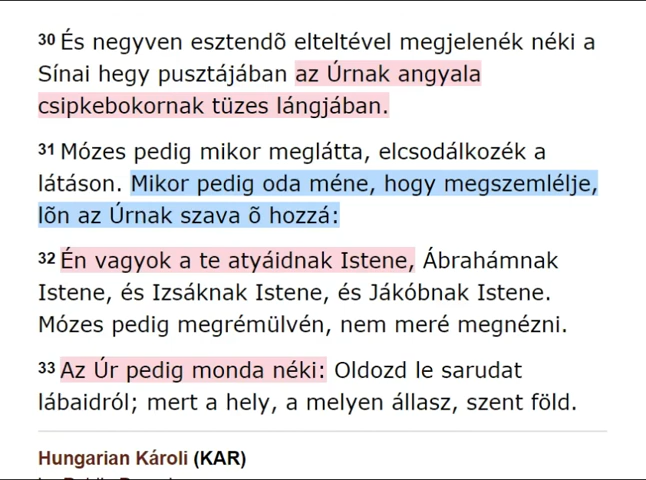 30 És negyven esztendõ elteltével megjelenék néki a
Sínai hegy pusztájában az Úrnak angyala
csipkebokornak tüzes lángjában.
31 Mózes pedig mikor meglátta, elcsodálkozék a
látáson. Mikor pedig oda méne, hogy megszemlélje,
lõn az Úrnak szava õ hozzá:
32 Én vagyok a te atyáidnak Istene, Ábrahámnak
Istene, és Izsáknak Istene, és Jákóbnak Istene.
Mózes pedig megrémülvén, nem meré megnézni.
33 Az Úr pedig monda néki: Oldozd le sarudat
lábaidról; mert a hely, a melyen állasz, szent föld.
Hungarian Károli (KAR)